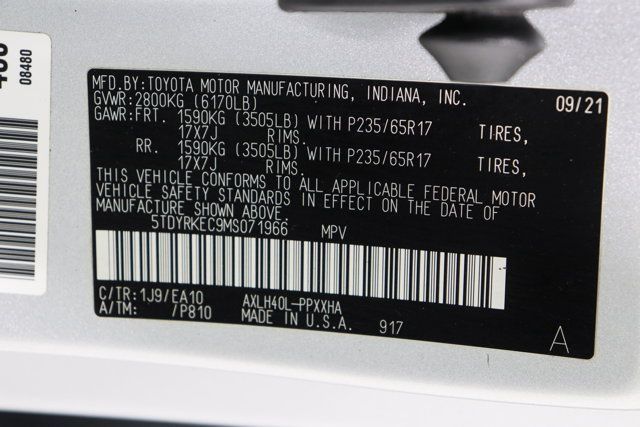 08480
MFD.BY:TOYOTA MOTOR MANUFACTURING, INDIANA, INC. 09/21
GVWR:2800KG (6170LB)
GAWR:FRT. 1590KG (3505LB) WITH P235/65R17 TIRES,
17X7J RIMS.
RR. 1590KG (3505LB) WITH P235/65R17 TIRES,
17X7J RIMS.
THIS VEHICLE CONFORMS TO ALL APPLICABLE FEDERAL MOTOR
VEHICLE SAFETY STANDARDS IN EFFECT ON THE DATE OF
MANUFACTURE SHOWN ABOVE.
5TDYRKEC9MS071966 MPV
C/TR:1J9/EA10 AXLH40L-PPXXHA
A/TM: /P810 MADE IN U.S.A. 917 A